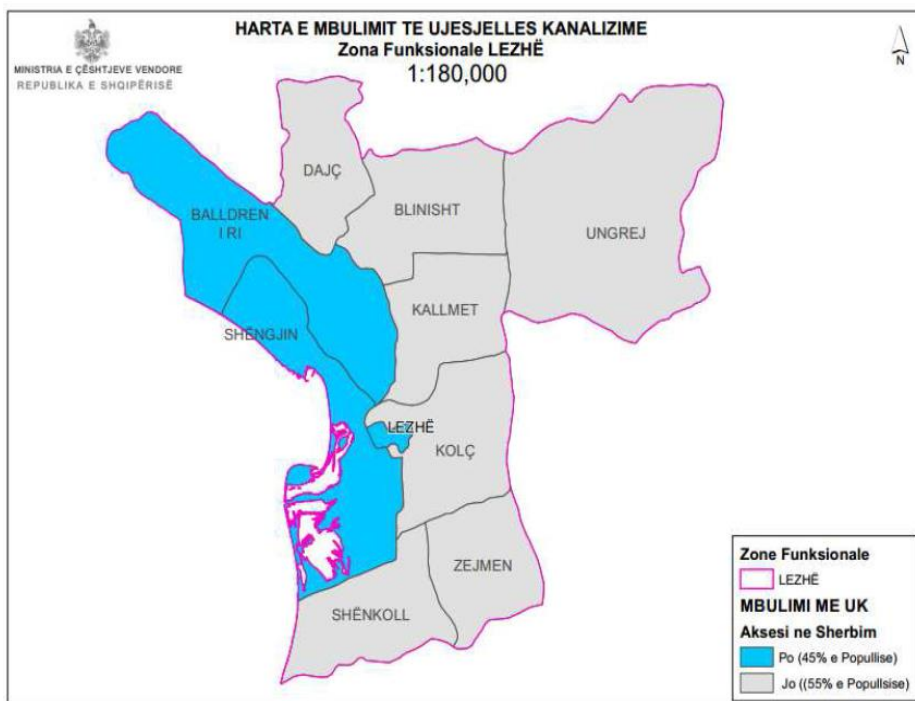 HARTA E MBULIMIT TE UJESJELLES KANALIZIME
Zona Funksionale LEZHË
1:180,000
MINISTRIA E ÇËSHTJEVE VENDORE
REPUBLIKA E SHQIPËRISË
N
DAJÇ
BLINISHT
UNGREJ
BALLDREN
I RI
KALLMET
SHËNGJIN
LEZHË
KOLÇ
ZEJMEN
SHËNKOLL
Zone Funksionale
LEZHË
MBULIMI ME UK
Aksesi ne Sherbim
Po (45% e Popullise)
Jo ((55% e Popullsise)